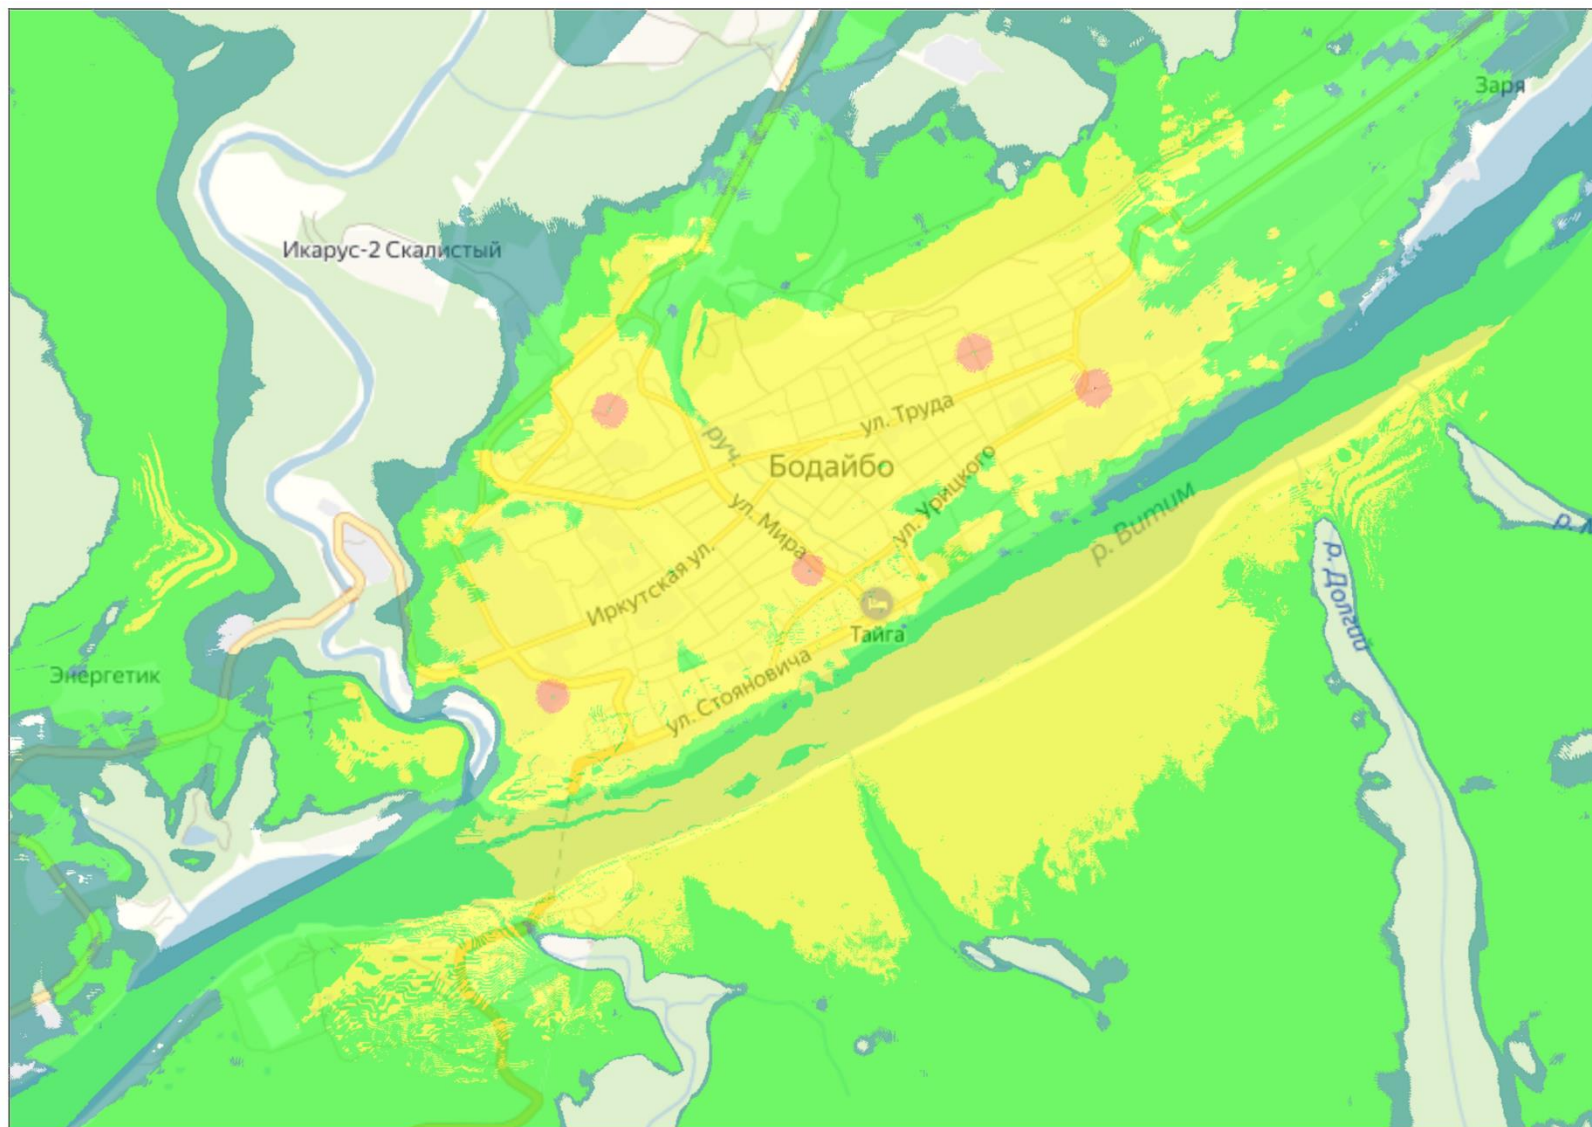 Заря
Икарус-2 Скалистый
ул. Труда
руч.
Бодайбо
ул. Урицкого
ул. Мира
р. Витим
Иркутская ул.
р. Долгий
Тайга
Энергетик
ул. Стояновича